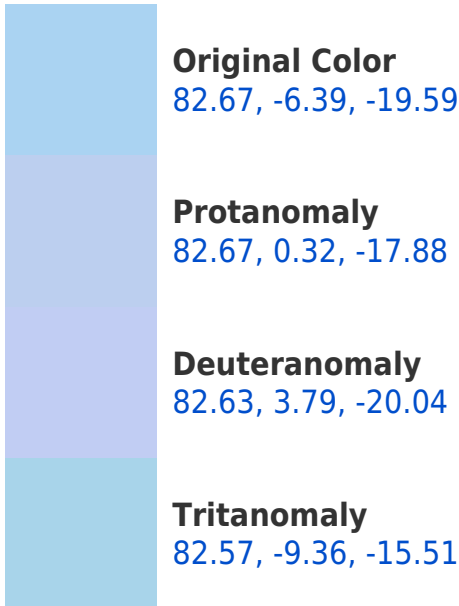 Original Color
82.67, -6.39, -19.59
Protanomaly
82.67, 0.32, -17.88
Deuteranomaly
82.63, 3.79, -20.04
Tritanomaly
82.57, -9.36, -15.51